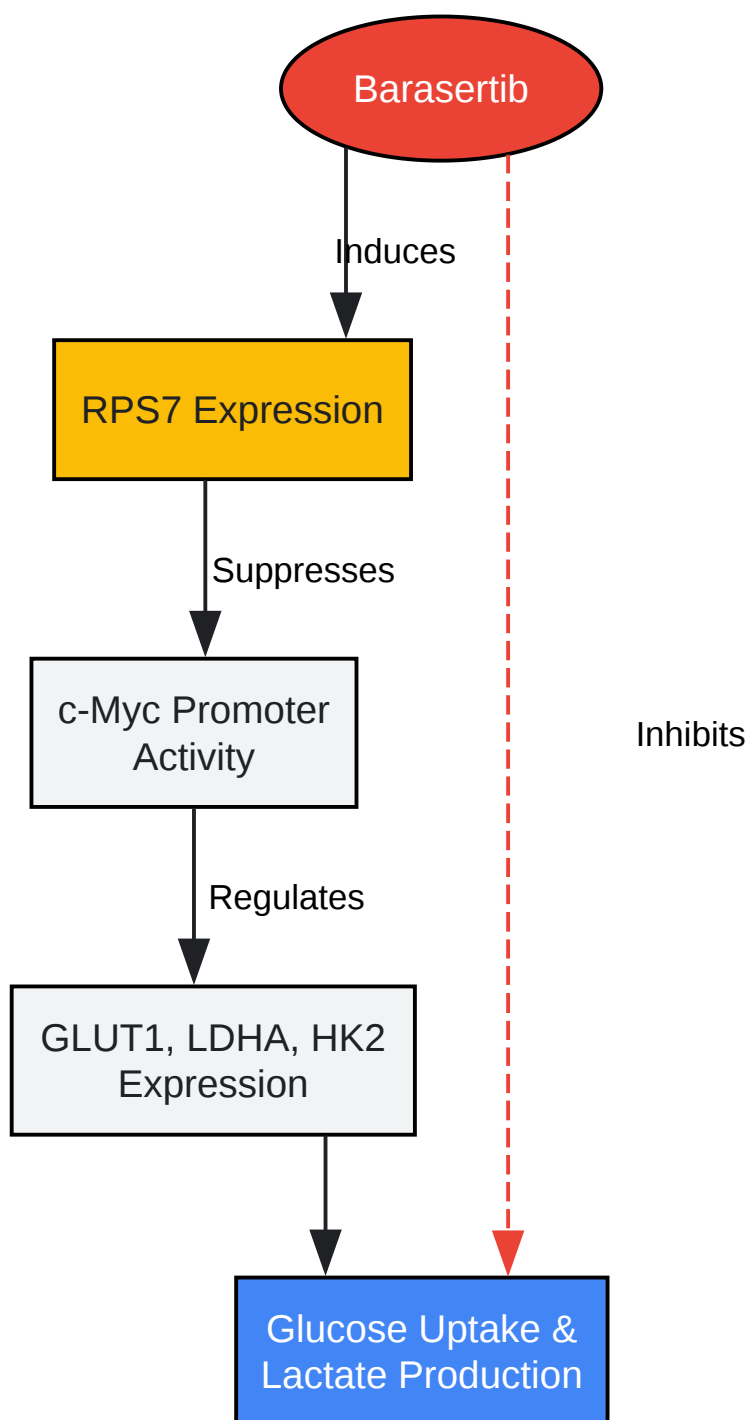 Barasertib
Induces
RPS7 Expression
Suppresses
c-Myc Promoter
Activity
Inhibits
Regulates
GLUT1, LDHA, HK2
Expression
Glucose Uptake &
Lactate Production